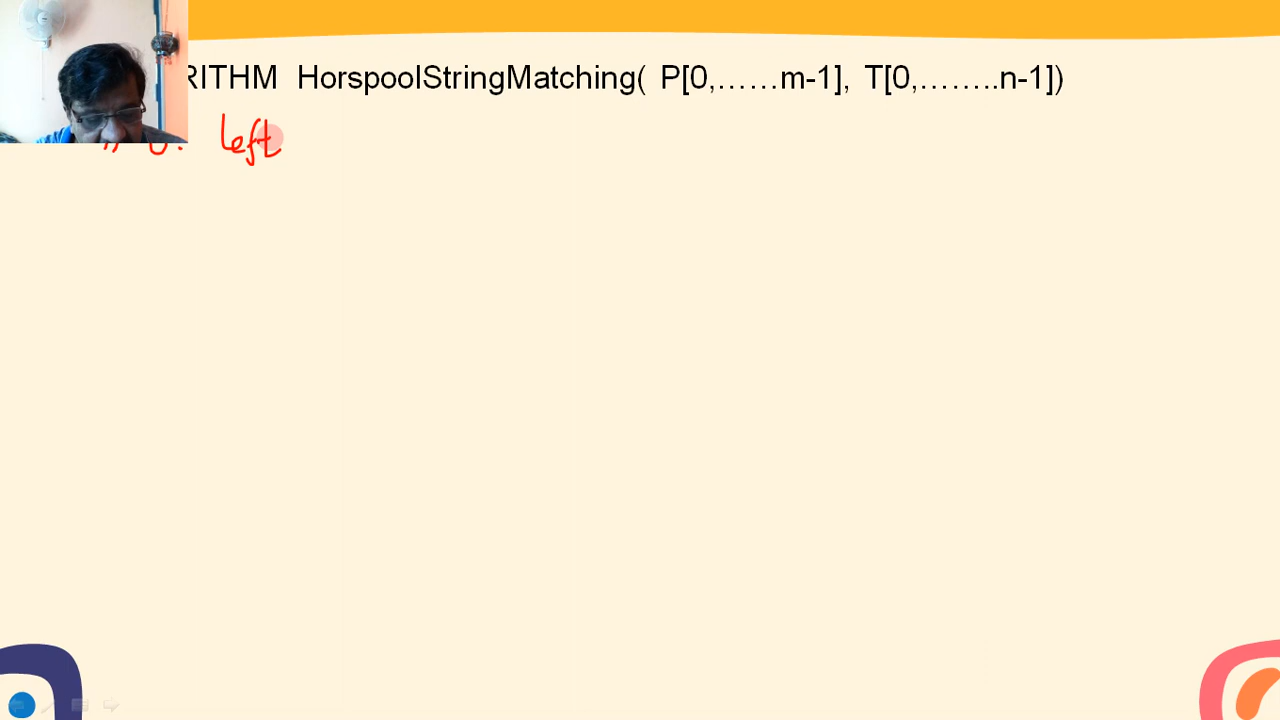 RITHM HorspoolStringMatching( P[0,......m-1], T[0,........n-1])
left